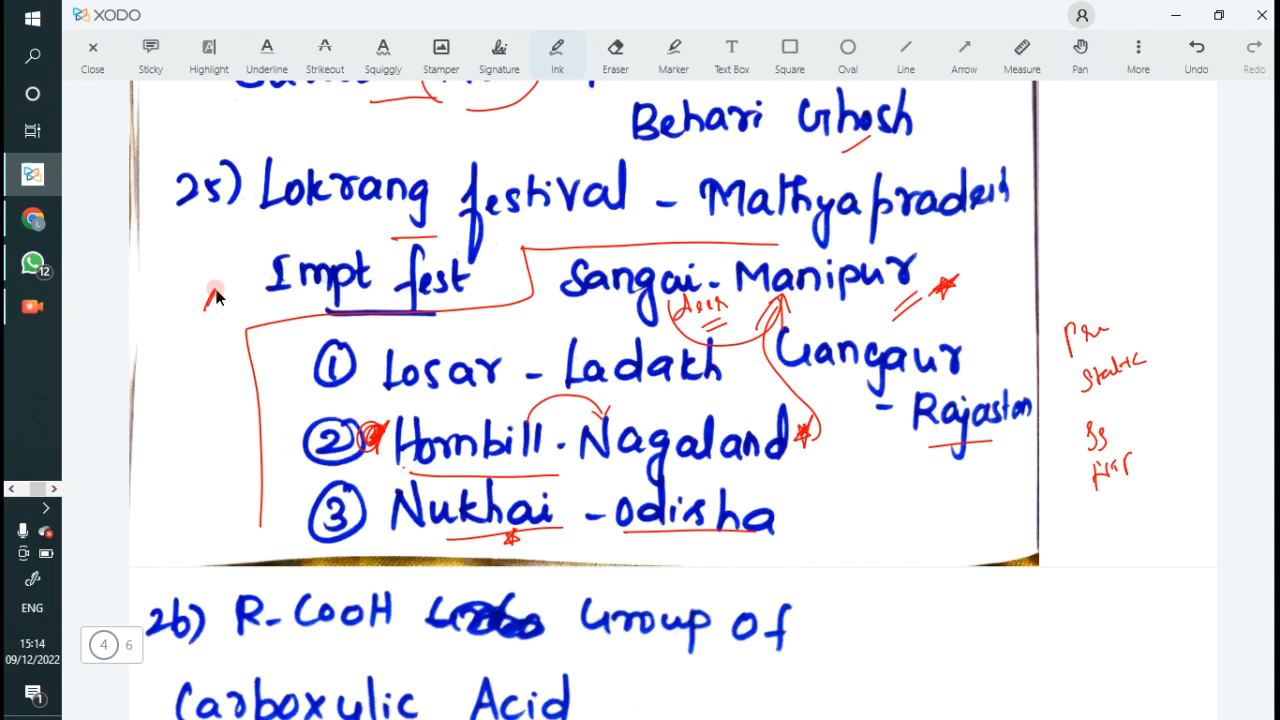 XODO
Close
Sticky
Highlight
Underline
Strikeout
Squiggly
Stamper
Signature
Ink
Eraser
Marker
Text Box
Square
Oval
Line
Arrow
Measure
Pan
More
Undo
Redo
Behari Ghosh
25) Lokrang festival - Mathyapradesh
Impt fest Sangai - Manipur
① Losar - Ladakh Gangaur
- Rajastan
② Hornbill - Nagaland
③ Nukhai - Odisha
Static
26) R-COOH Group of
Carboxylic Acid
4 6
12
ENG
15:14
09/12/2022
1